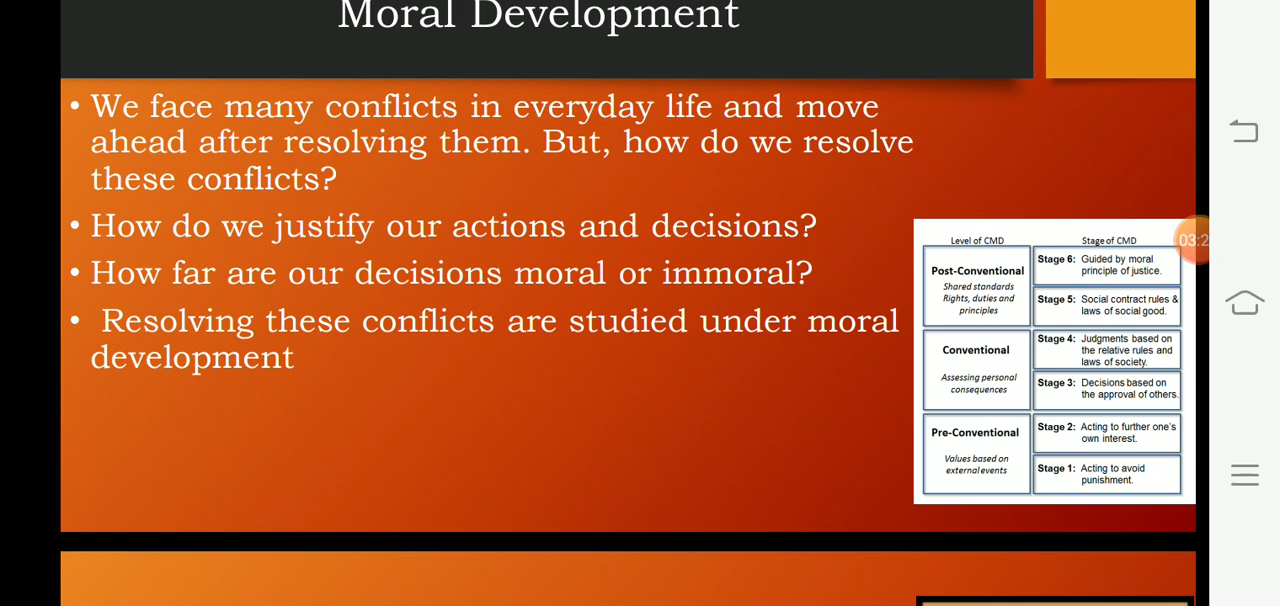 Moral Development
• We face many conflicts in everyday life and move
ahead after resolving them. But, how do we resolve
these conflicts?
• How do we justify our actions and decisions?
• How far are our decisions moral or immoral?
• Resolving these conflicts are studied under moral
development
Level of CMD
Stage of CMD
Post-Conventional
Shared standards
Rights, duties and
principles
Stage 6: Guided by moral
principle of justice.
Stage 5: Social contract rules &
laws of social good.
Conventional
Assessing personal
consequences
Stage 4: Judgments based on
the relative rules and
laws of society.
Stage 3: Decisions based on
the approval of others.
Pre-Conventional
Values based on
external events
Stage 2: Acting to further one's
own interest.
Stage 1: Acting to avoid
punishment.
03:2